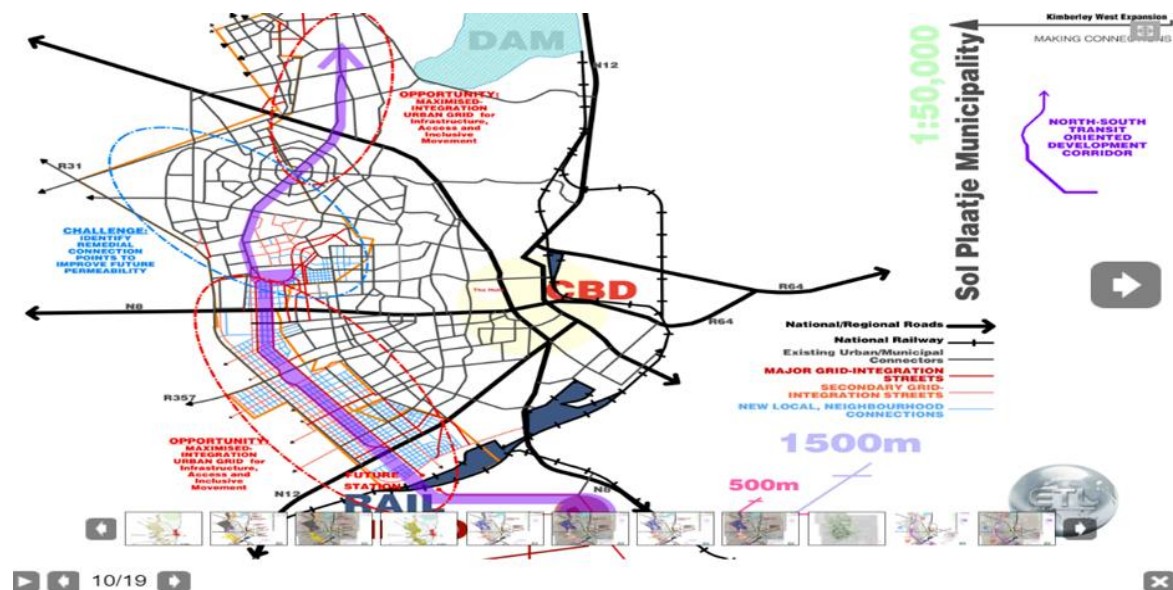 DAM
N12
OPPORTUNITY:
MAXIMISED-
INTEGRATION
URBAN GRID for
Infrastructure,
Access and
Inclusive
Movement
R31
CHALLENGE:
IDENTIFY
REMEDIAL
CONNECTION
POINTS TO
IMPROVE FUTURE
PERMEABILITY
N8
The Hub
CBD
R64
R64
R357
OPPORTUNITY:
MAXIMISED-
INTEGRATION
URBAN GRID for
Infrastructure,
Access and
Inclusive
Movement
N12
FUTURE
STATION
RAIL
N8
1:50,000
Sol Plaatje Municipality
Kimberley West Expansion
MAKING CONNECTIONS
NORTH-SOUTH
TRANSIT
ORIENTED
DEVELOPMENT
CORRIDOR
National/Regional Roads
National Railway
Existing Urban/Municipal
Connectors
MAJOR GRID-INTEGRATION
STREETS
SECONDARY GRID-
INTEGRATION STREETS
NEW LOCAL, NEIGHBOURHOOD
CONNECTIONS
1500m
500m
10/19